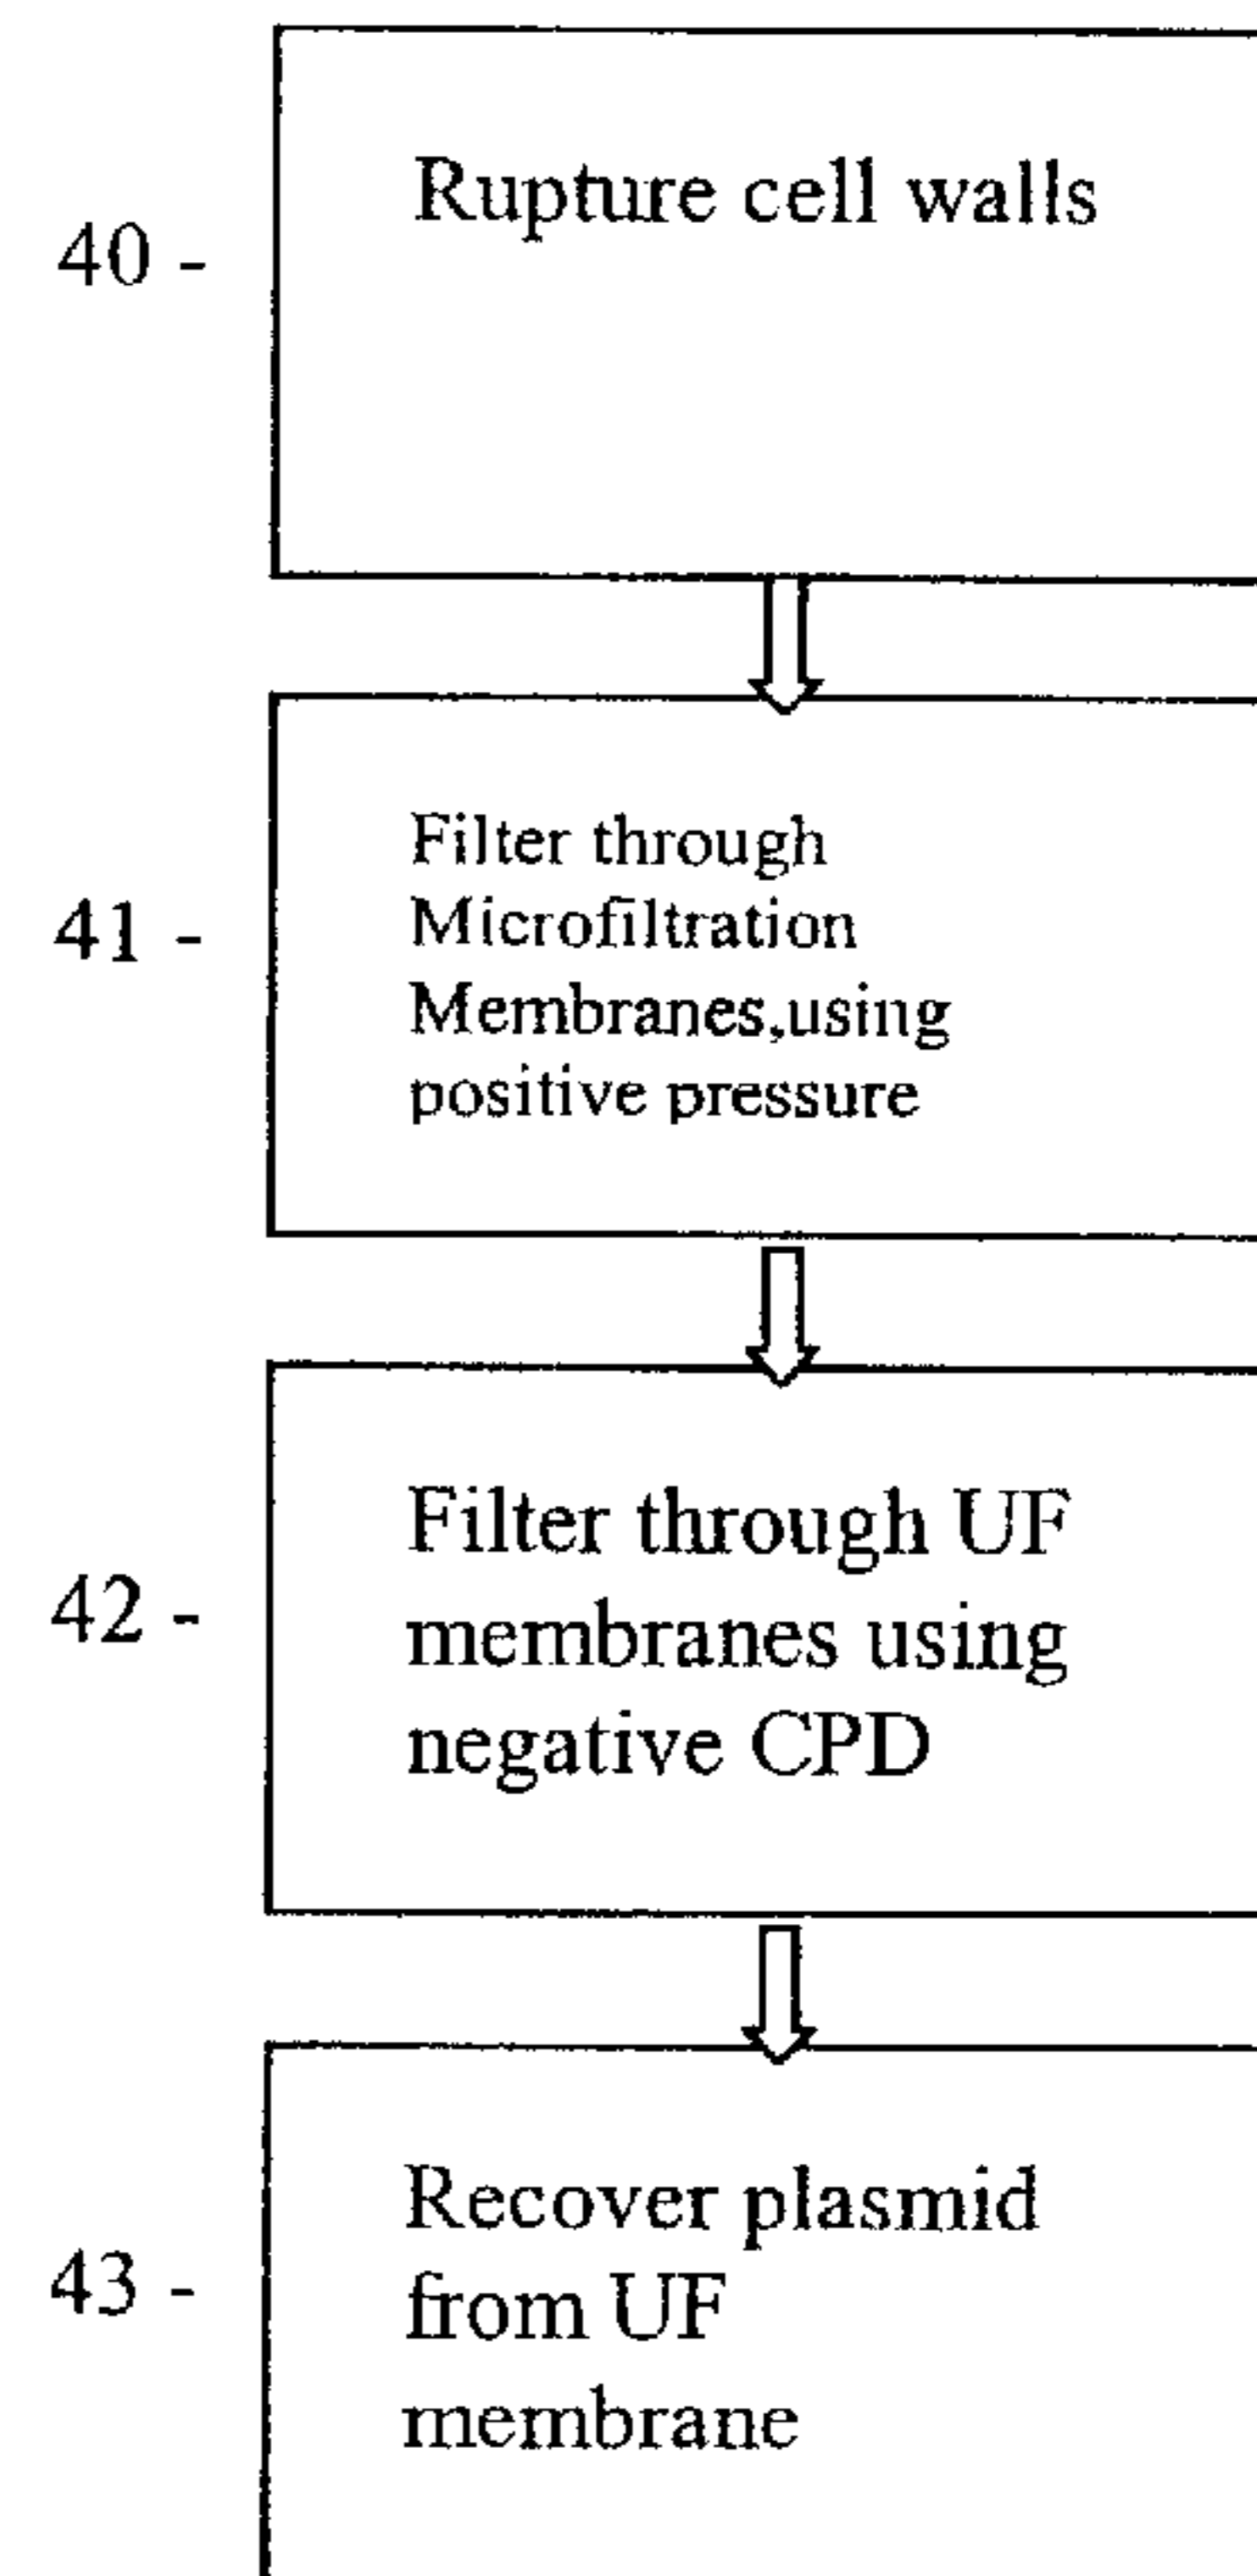 40 -
Rupture cell walls
41 -
Filter through
Microfiltration
Membranes,using
positive pressure
42 -
Filter through UF
membranes using
negative CPD
43 -
Recover plasmid
from UF
membrane